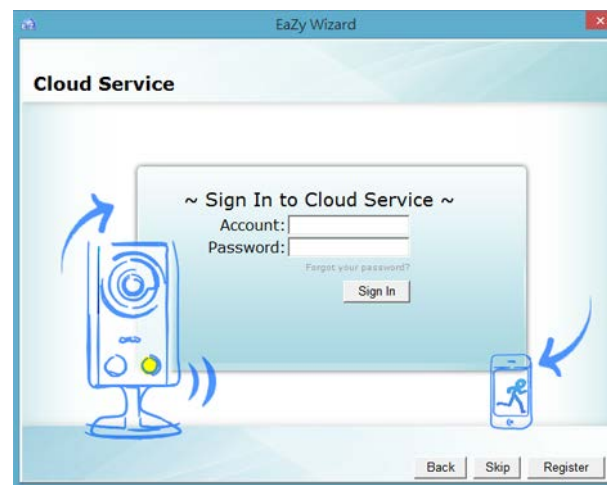 EaZy Wizard
Cloud Service
~ Sign In to Cloud Service ~
Account:
Password:
Forgot your password?
Sign In
Back Skip Register